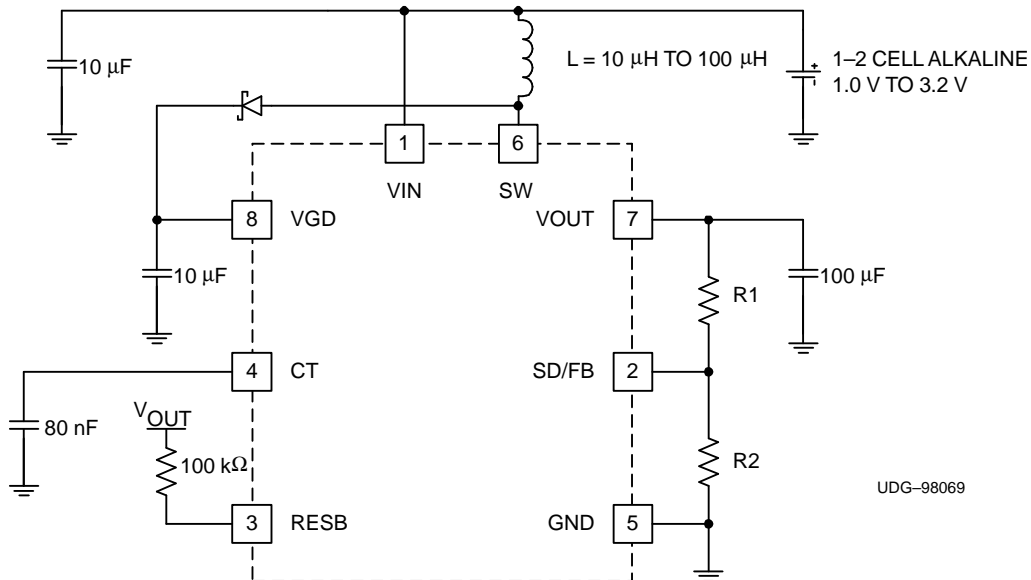 10 μF
L = 10 μH TO 100 μH
1–2 CELL ALKALINE
1.0 V TO 3.2 V
+
-
1
6
VIN
SW
8
VGD
VOUT
7
10 μF
100 μF
R1
4
CT
SD/FB
2
80 nF
VOUT
100 kΩ
R2
UDG–98069
3
RESB
GND
5